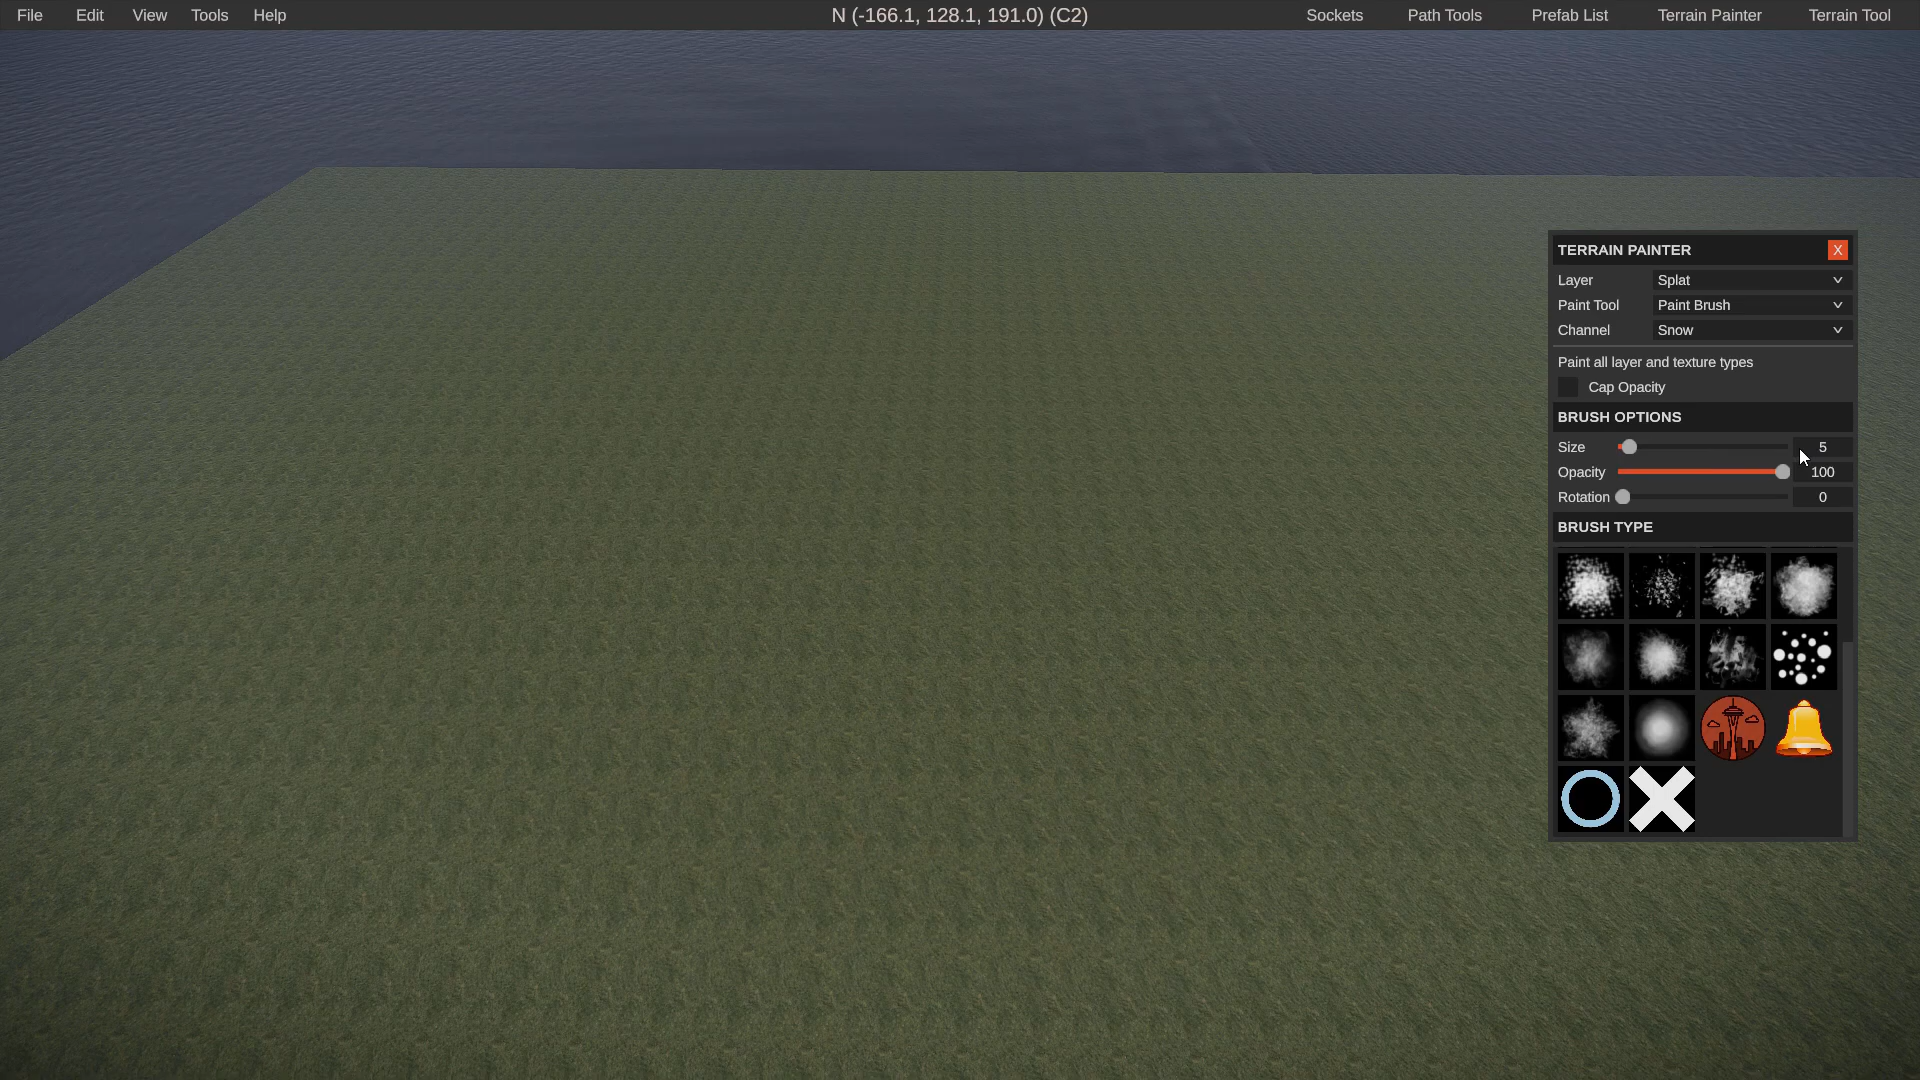 File Edit View Tools Help N (-166.1, 128.1, 191.0) (C2) Sockets Path Tools Prefab List Terrain Painter Terrain Tool
TERRAIN PAINTER X
Layer Splat
Paint Tool Paint Brush
Channel Snow
Paint all layer and texture types
Cap Opacity
BRUSH OPTIONS
Size 5
Opacity 100
Rotation 0
BRUSH TYPE